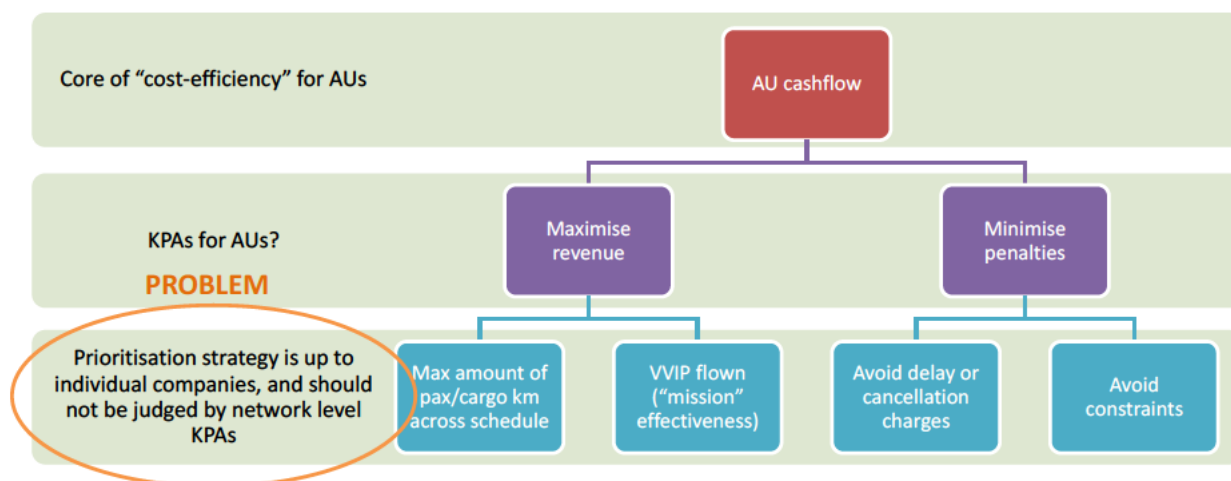 Core of “cost-efficiency” for AUs
AU cashflow
KPAs for AUs?
PROBLEM
Maximise
revenue
Minimise
penalties
Prioritisation strategy is up to
individual companies, and should
not be judged by network level
KPAs
Max amount of
pax/cargo km
across schedule
VVIP flown
(“mission”
effectiveness)
Avoid delay or
cancellation
charges
Avoid
constraints